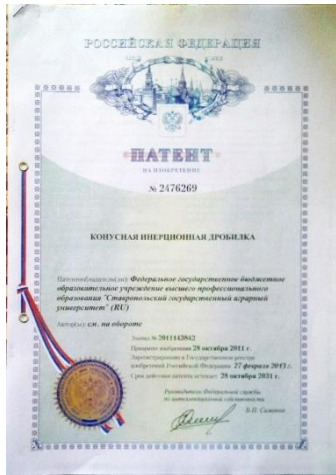 РОССИЙСКАЯ ФЕДЕРАЦИЯ
ПАТЕНТ
НА ИЗОБРЕТЕНИЕ
№ 2476269
КОНУСНАЯ ИНЕРЦИОННАЯ ДРОБИЛКА
Патентообладатель(ли): Федеральное государственное бюджетное
образовательное учреждение высшего профессионального
образования "Ставропольский государственный аграрный
университет" (RU)
Автор(ы): см. на обороте
Заявка № 2011143842
Приоритет изобретения 28 октября 2011 г.
Зарегистрировано в Государственном реестре
изобретений Российской Федерации 27 февраля 2013 г.
Срок действия патента истекает 28 октября 2031 г.
Руководитель Федеральной службы
по интеллектуальной собственности
Б.П. Симонов